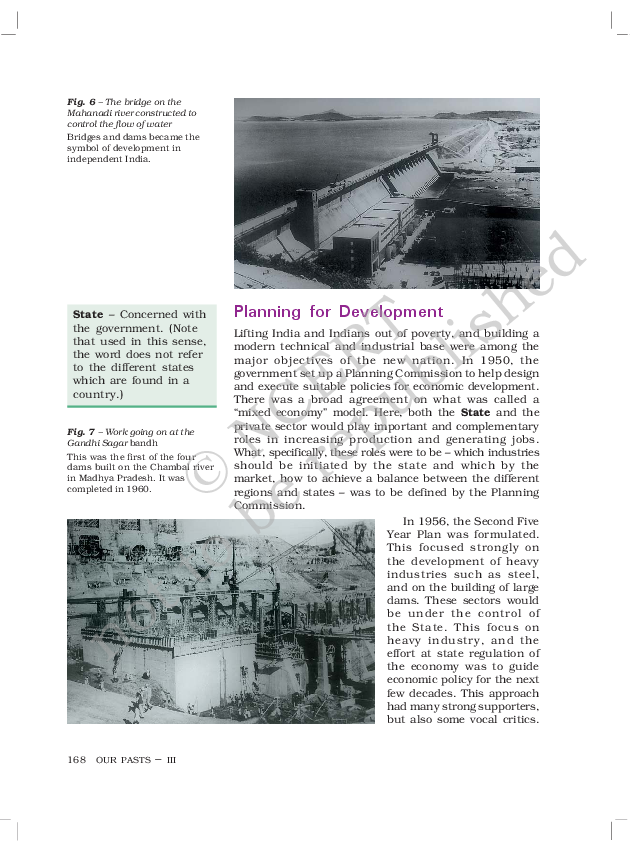 Fig. 6 – The bridge on the
Mahanadi river constructed to
control the flow of water
Bridges and dams became the
symbol of development in
independent India.
State – Concerned with
the government. (Note
that used in this sense,
the word does not refer
to the different states
which are found in a
country.)
Fig. 7 – Work going on at the
Gandhi Sagar bandh
This was the first of the four
dams built on the Chambal river
in Madhya Pradesh. It was
completed in 1960.
Planning for Development
Lifting India and Indians out of poverty, and building a
modern technical and industrial base were among the
major objectives of the new nation. In 1950, the
government set up a Planning Commission to help design
and execute suitable policies for economic development.
There was a broad agreement on what was called a
“mixed economy” model. Here, both the State and the
private sector would play important and complementary
roles in increasing production and generating jobs.
What, specifically, these roles were to be – which industries
should be initiated by the state and which by the
market, how to achieve a balance between the different
regions and states – was to be defined by the Planning
Commission.
In 1956, the Second Five
Year Plan was formulated.
This focused strongly on
the development of heavy
industries such as steel,
and on the building of large
dams. These sectors would
be under the control of
the State. This focus on
heavy industry, and the
effort at state regulation of
the economy was to guide
economic policy for the next
few decades. This approach
had many strong supporters,
but also some vocal critics.
168 OUR PASTS – III
© NCERT
be republished